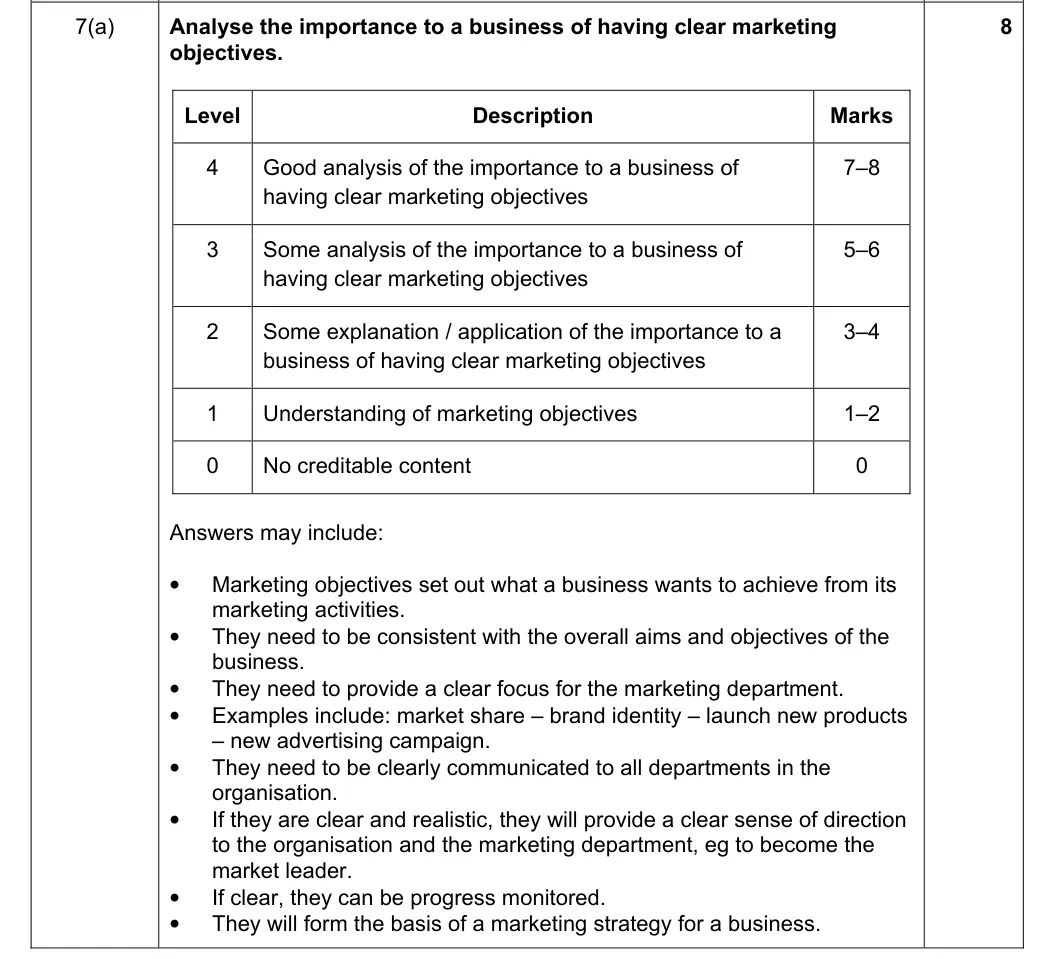 7(a) Analyse the importance to a business of having clear marketing 8
objectives.
Level Description Marks
4 Good analysis of the importance to a business of 7–8
having clear marketing objectives
3 Some analysis of the importance to a business of 5–6
having clear marketing objectives
2 Some explanation / application of the importance to a 3–4
business of having clear marketing objectives
1 Understanding of marketing objectives 1–2
0 No creditable content 0
Answers may include:
• Marketing objectives set out what a business wants to achieve from its
marketing activities.
• They need to be consistent with the overall aims and objectives of the
business.
• They need to provide a clear focus for the marketing department.
• Examples include: market share – brand identity – launch new products
– new advertising campaign.
• They need to be clearly communicated to all departments in the
organisation.
• If they are clear and realistic, they will provide a clear sense of direction
to the organisation and the marketing department, eg to become the
market leader.
• If clear, they can be progress monitored.
• They will form the basis of a marketing strategy for a business.